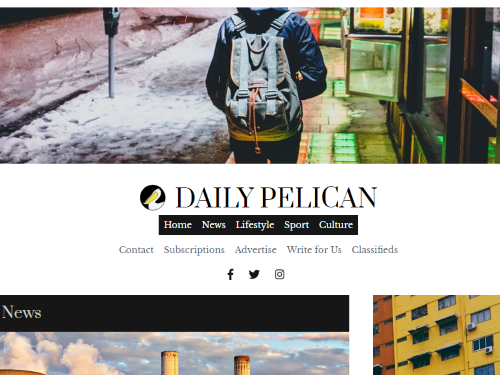 DAILY PELICAN
Home News Lifestyle Sport Culture
Contact Subscriptions Advertise Write for Us Classifieds
News